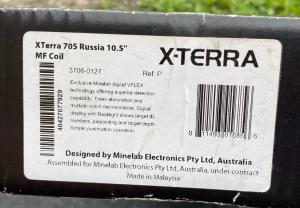 XTerra 705 Russia 10.5"
MF Coil
X-TERRA
3706-0127
Ref P
Exclusive Minelab digital VFLEX
technology offering superior detection
capability. Trash elimination and
multiple notch discrimination. Digital
display with Backlight shows target ID
numbers, pinpointing and target depth.
Simple pushbutton operation.
40427677929
Designed by Minelab Electronics Pty Ltd, Australia
Assembled for Minelab Electronics Pty Ltd, Australia, under contract
Made in Malaysia